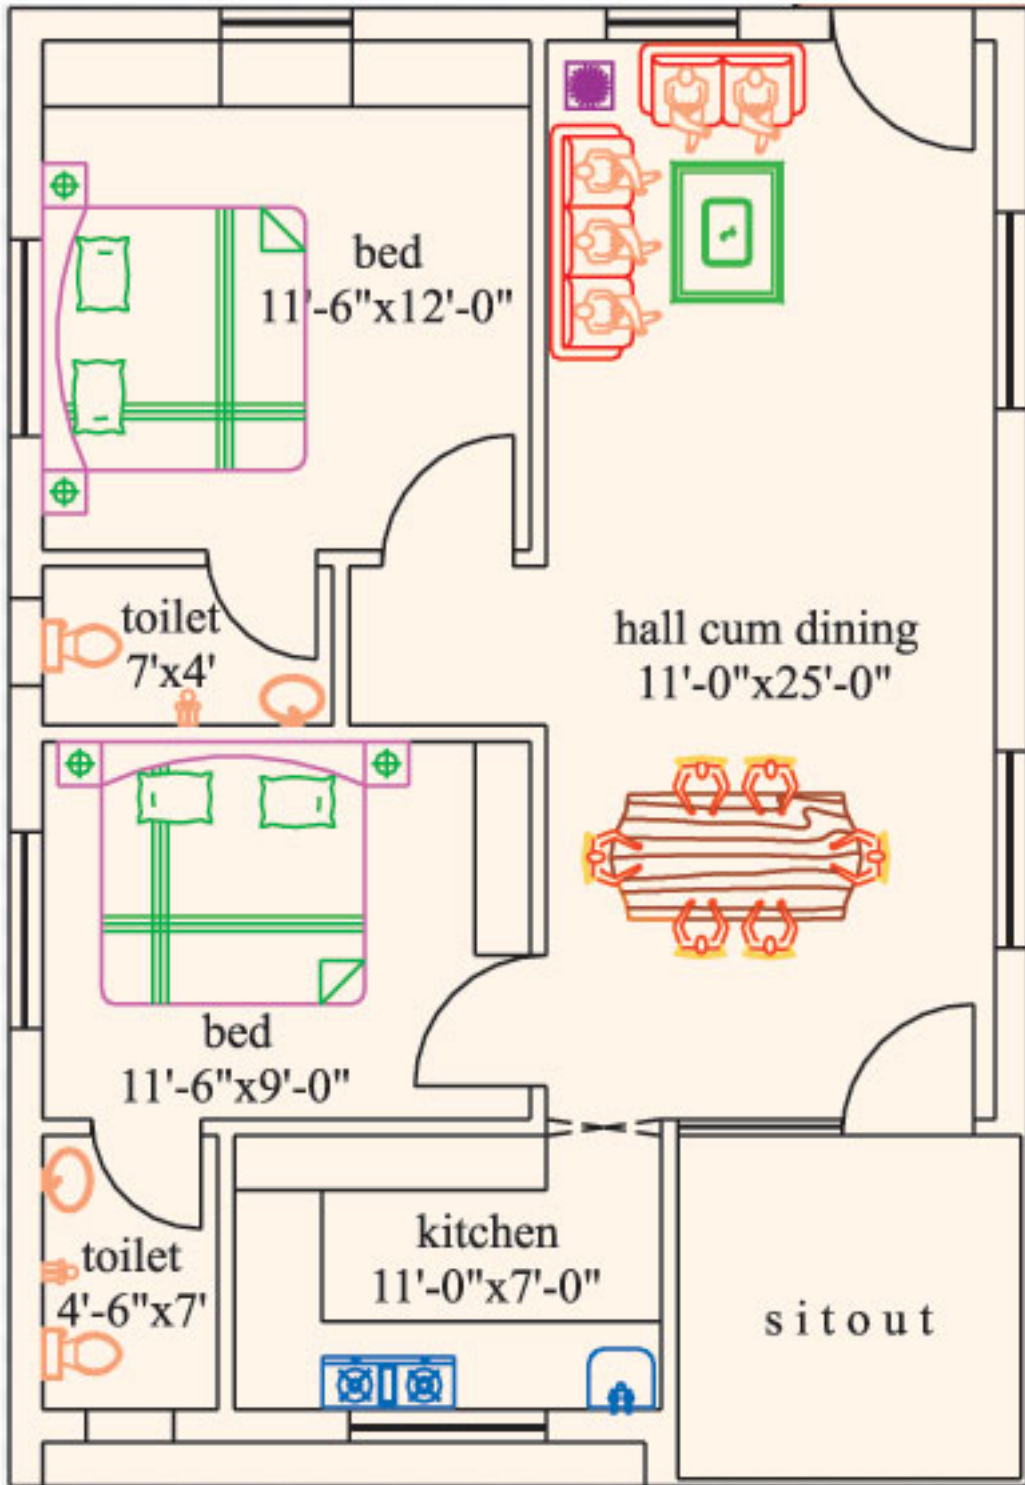 bed
11'-6"x12'-0"
toilet
7'x4'
hall cum dining
11'-0"x25'-0"
bed
11'-6"x9'-0"
kitchen
11'-0"x7'-0"
toilet
4'-6"x7'
sitout